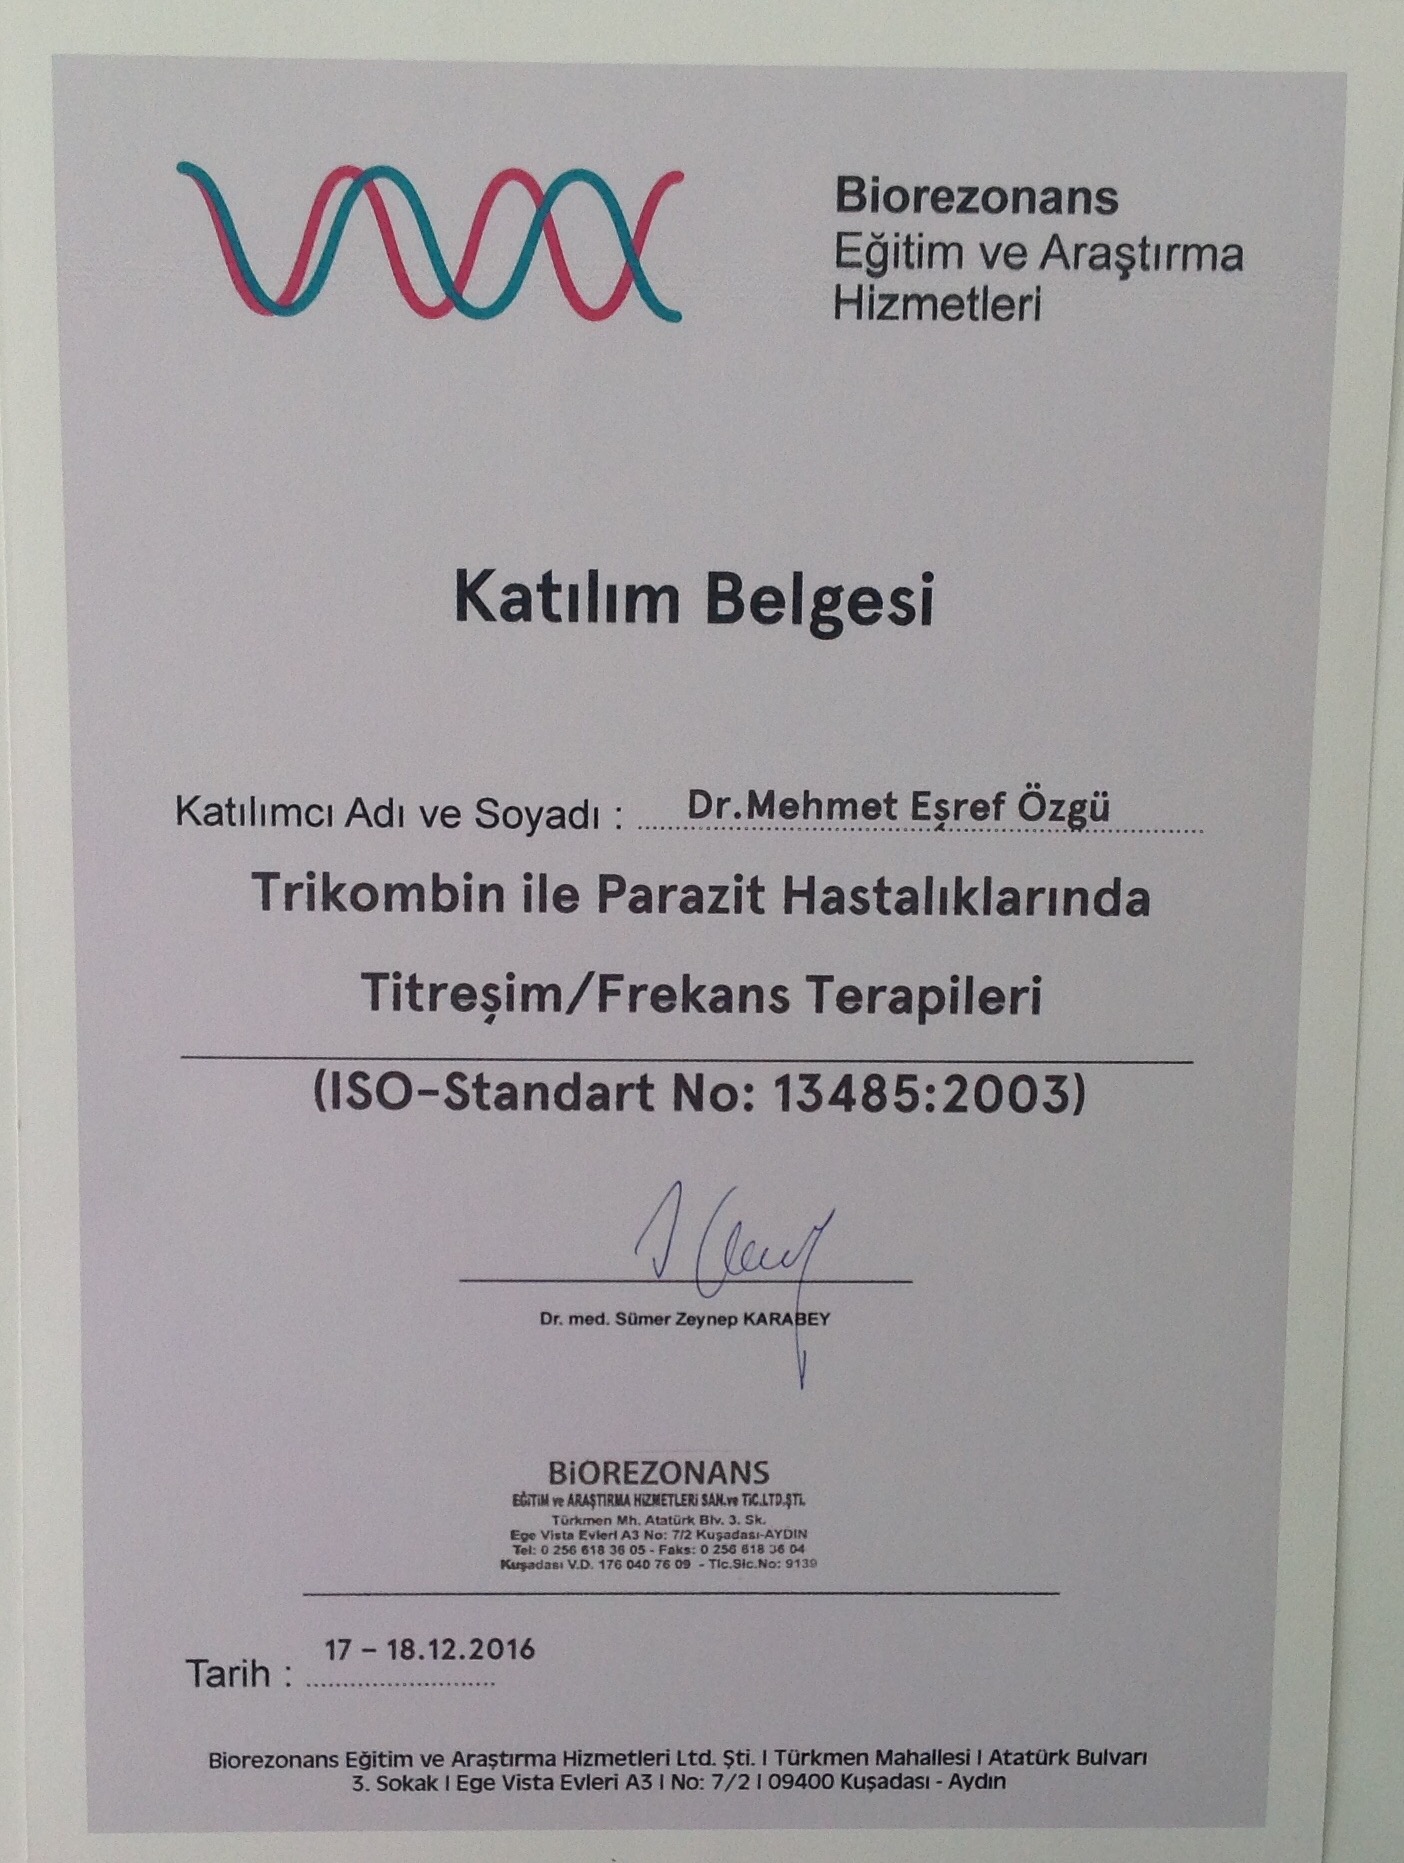 Biorezonans
Eğitim ve Araştırma
Hizmetleri
Katılım Belgesi
Katılımcı Adı ve Soyadı : Dr.Mehmet Eşref Özgü
Trikombin ile Parazit Hastalıklarında
Titreşim/Frekans Terapileri
(ISO-Standart No: 13485:2003)
Dr. med. Sümer Zeynep KARABEY
BiOREZONANS
EĞİTİM ve ARAŞTIRMA HİZMETLERİ SAN.ve TİC.LTD.ŞTİ.
Türkmen Mh. Atatürk Blv. 3. Sk.
Ege Vista Evleri A3 No: 7/2 Kuşadası-AYDIN
Tel: 0 256 618 36 05 - Faks: 0 256 618 36 04
Kuşadası V.D. 176 040 76 09 - Tic.Sic.No: 9139
17 – 18.12.2016
Tarih :
Biorezonans Eğitim ve Araştırma Hizmetleri Ltd. Şti. I Türkmen Mahallesi I Atatürk Bulvarı
3. Sokak I Ege Vista Evleri A3 I No: 7/2 I 09400 Kuşadası - Aydın